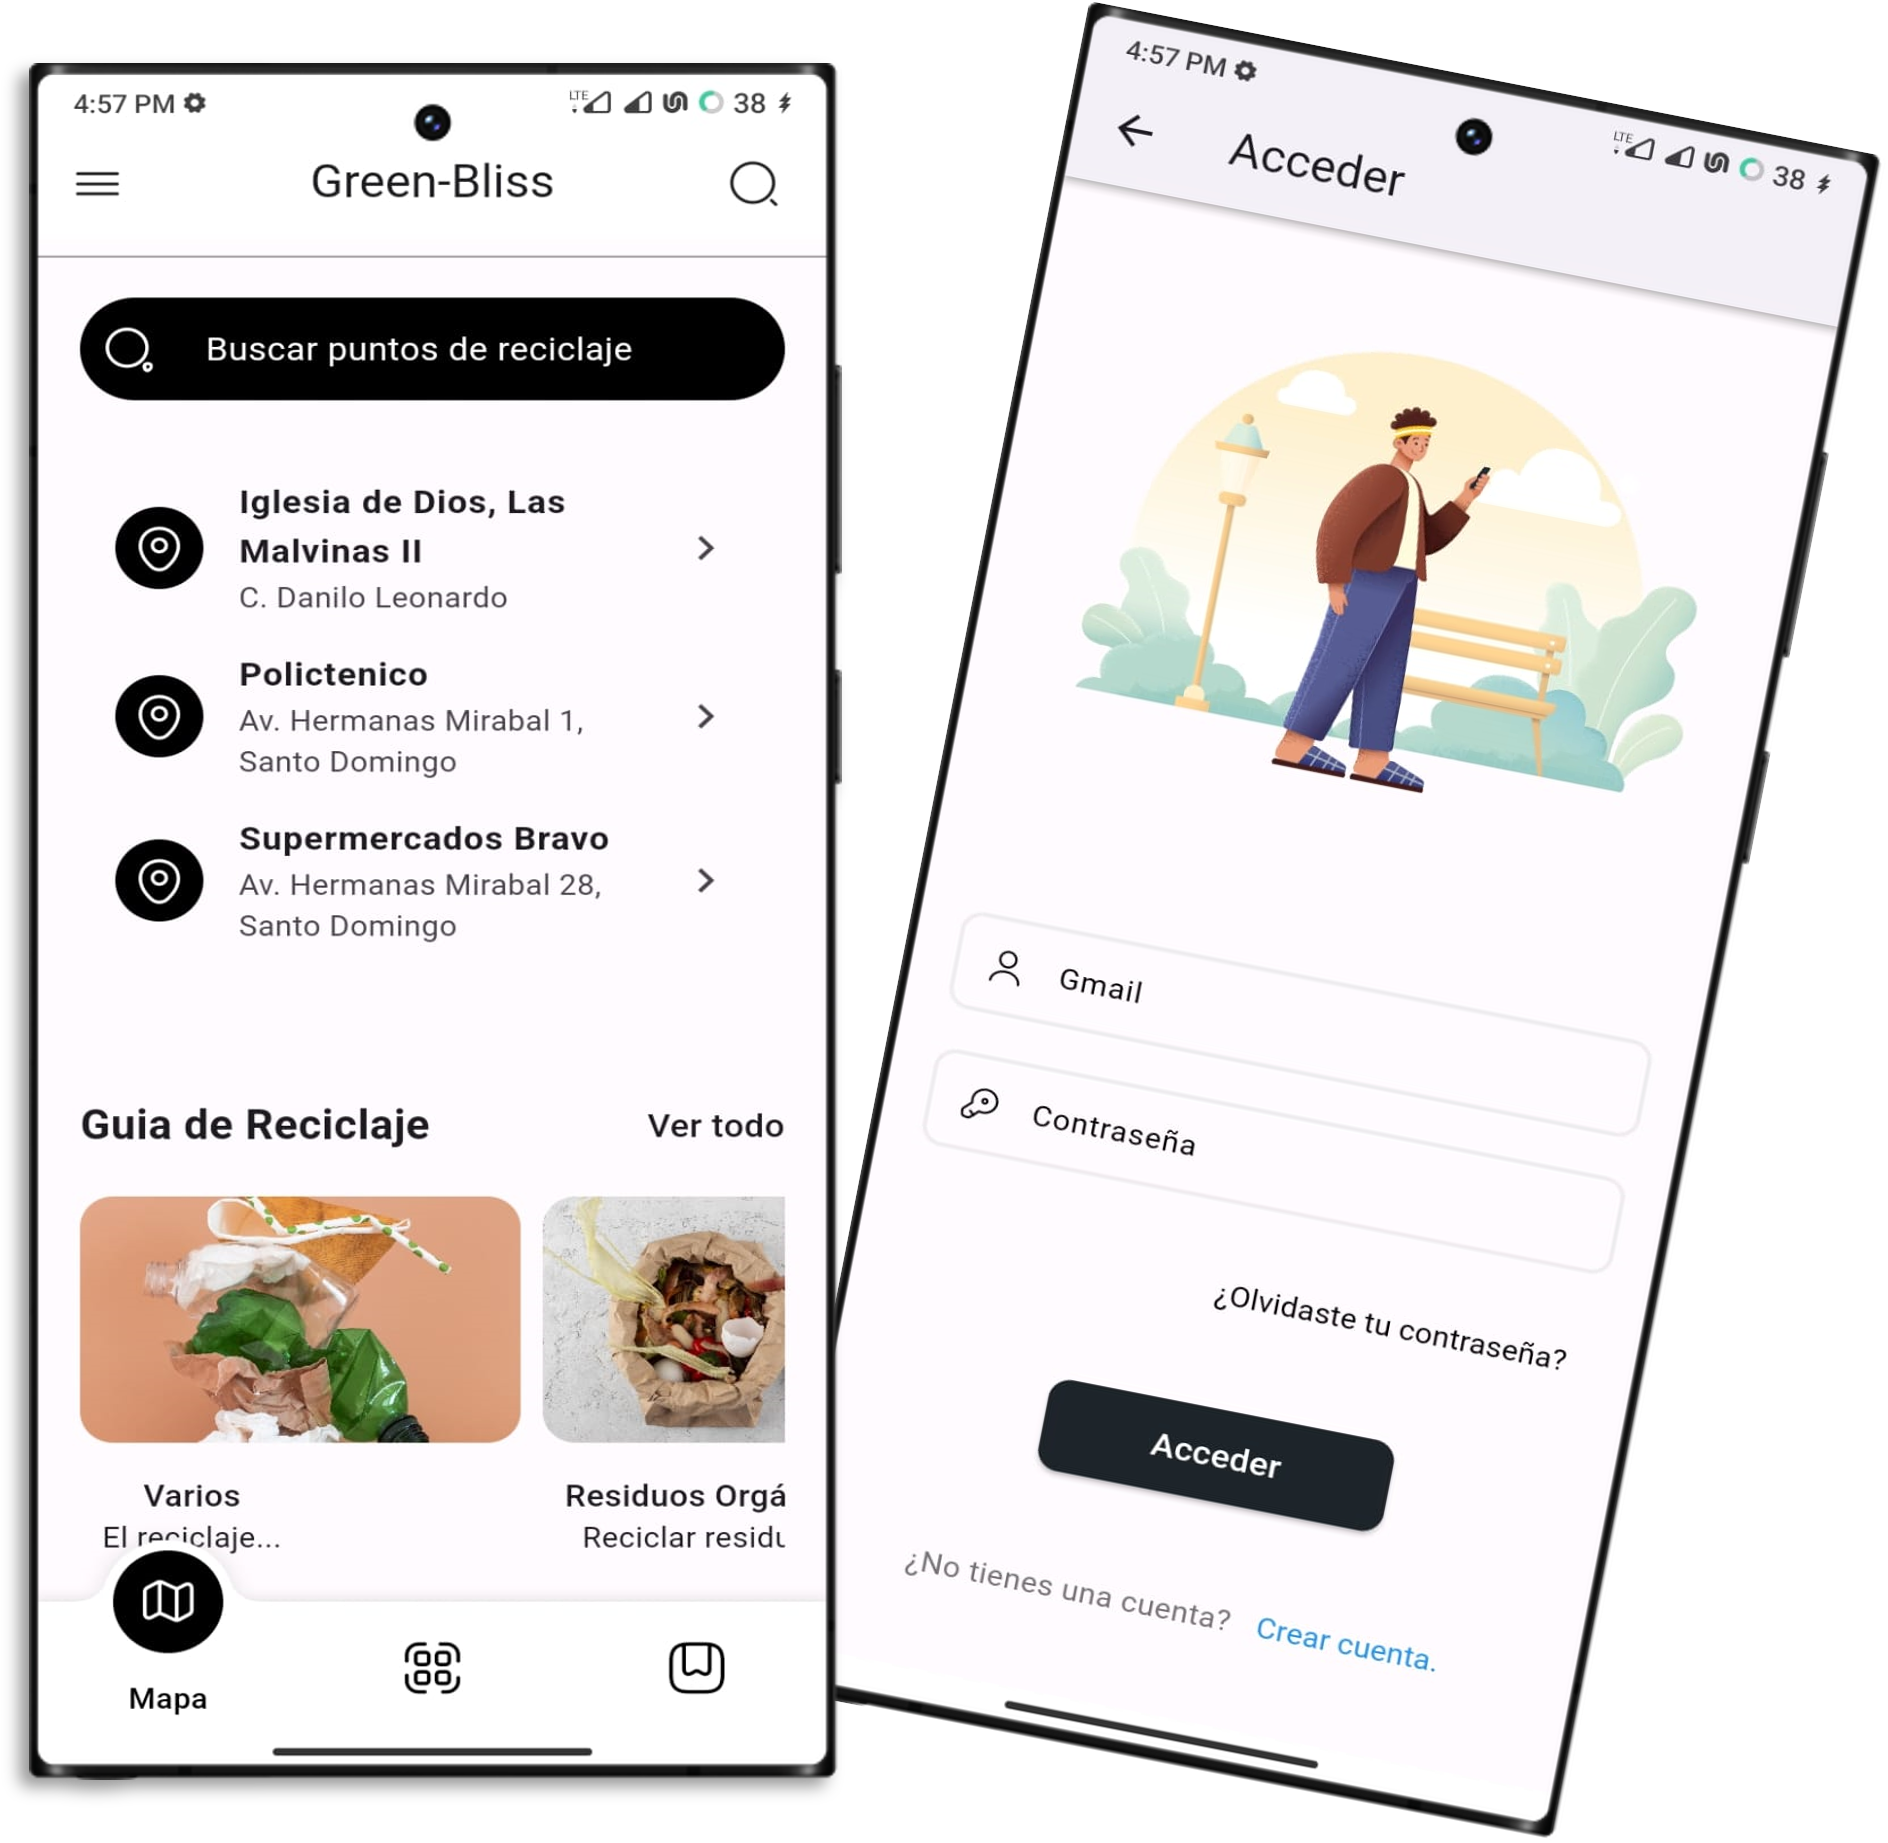 4:57 PM
LTE
38
Green-Bliss
Buscar puntos de reciclaje
Iglesia de Dios, Las
Malvinas II
C. Danilo Leonardo
Polictenico
Av. Hermanas Mirabal 1,
Santo Domingo
Supermercados Bravo
Av. Hermanas Mirabal 28,
Santo Domingo
Guia de Reciclaje
Ver todo
Varios
El reciclaje...
Residuos Orgá
Reciclar residu
Mapa
4:57 PM
LTE
38
Acceder
Gmail
Contraseña
¿Olvidaste tu contraseña?
Acceder
¿No tienes una cuenta? Crear cuenta.